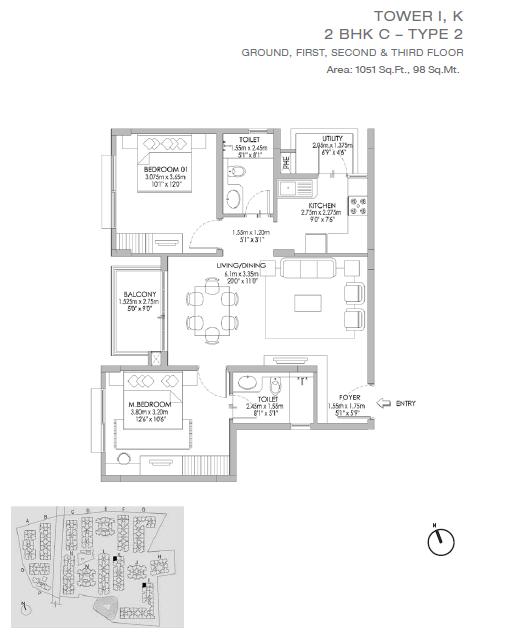 TOWER I, K
2 BHK C – TYPE 2
GROUND, FIRST, SECOND & THIRD FLOOR
Area: 1051 Sq.Ft., 98 Sq.Mt.
TOILET
1.55m x 2.45m
5'1" x 8'1"
UTILITY
2.05m x 1.375m
6'9" x 4'6"
PHE
BEDROOM 01
3.075m x 3.65m
10'1" x 12'0"
KITCHEN
2.75m x 2.275m
9'0" x 7'6"
1.55m x 1.20m
5'1" x 3'1"
LIVING/DINING
6.1m x 3.35m
20'0" x 11'0"
BALCONY
1.525m x 2.75m
5'0" x 9'0"
M.BEDROOM
3.80m x 3.20m
12'6" x 10'6"
TOILET
2.45m x 1.55m
8'1" x 5'1"
FOYER
1.55m x 1.75m
5'1" x 5'9"
ENTRY
N
A
B
C
D
E
F
G
H
I
J
K
L
M
N
O
P
N